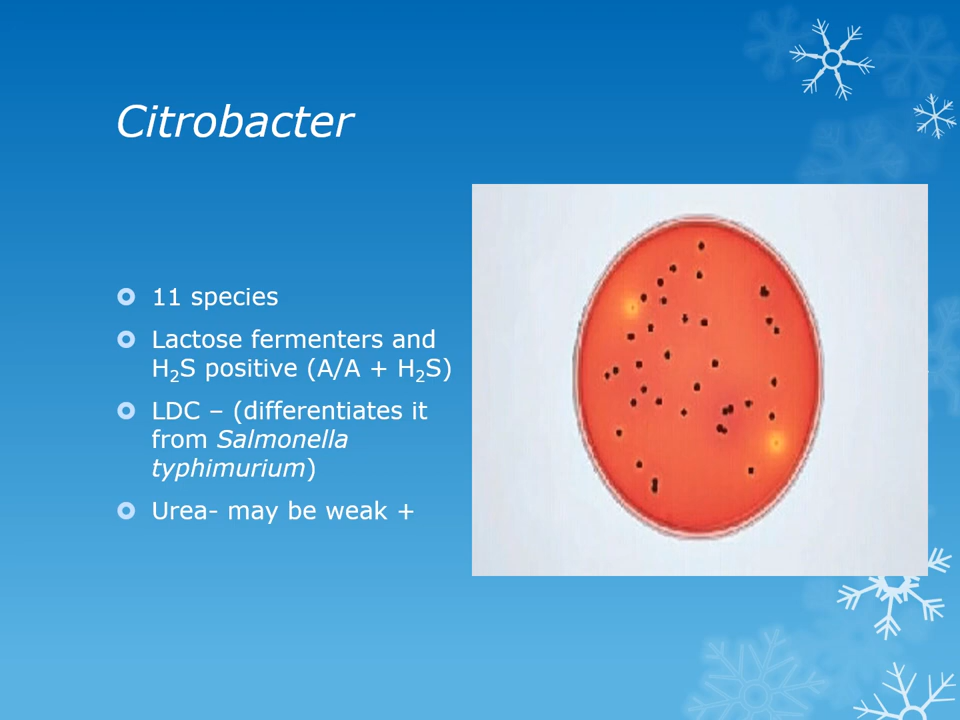 Citrobacter
11 species
Lactose fermenters and
H₂S positive (A/A + H₂S)
LDC – (differentiates it
from Salmonella
typhimurium)
Urea- may be weak +